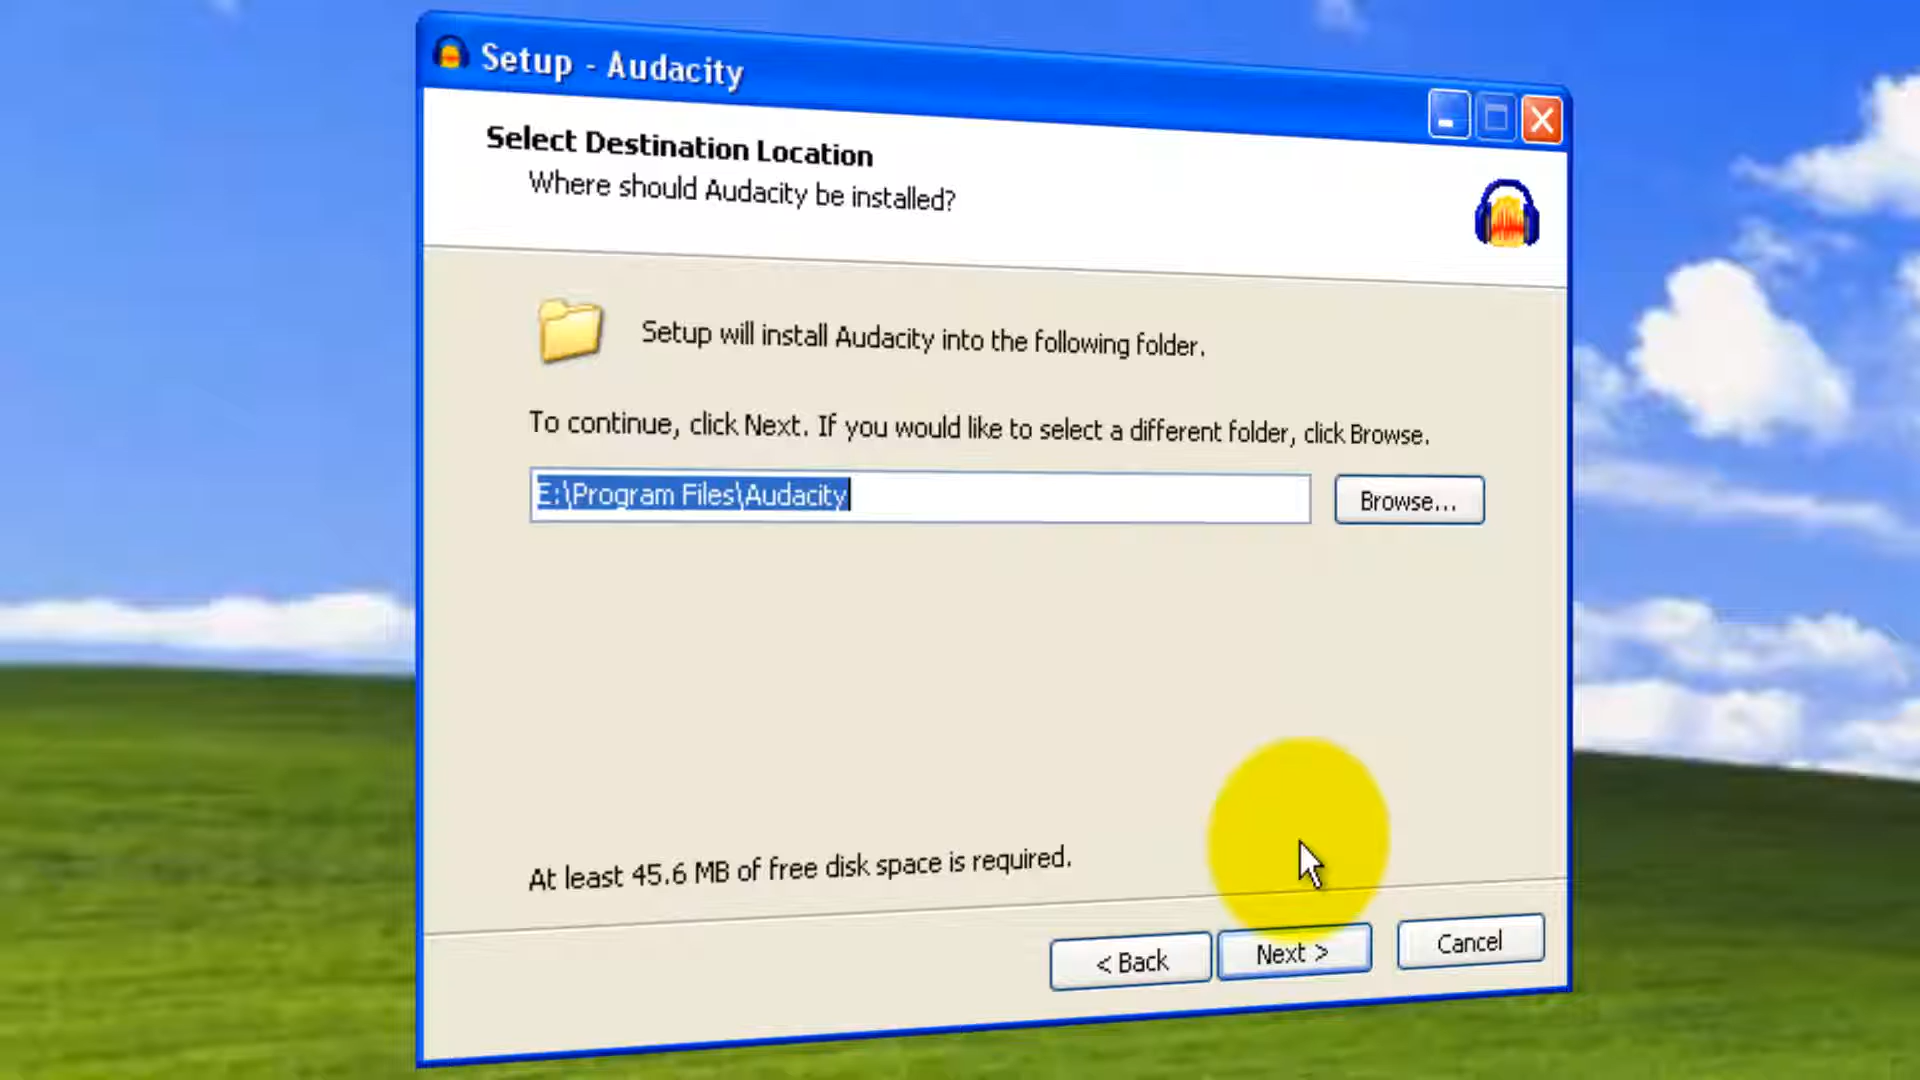 Setup - Audacity
Select Destination Location
Where should Audacity be installed?
Setup will install Audacity into the following folder.
To continue, click Next. If you would like to select a different folder, click Browse.
E:\Program Files\Audacity
Browse...
At least 45.6 MB of free disk space is required.
< Back
Next >
Cancel